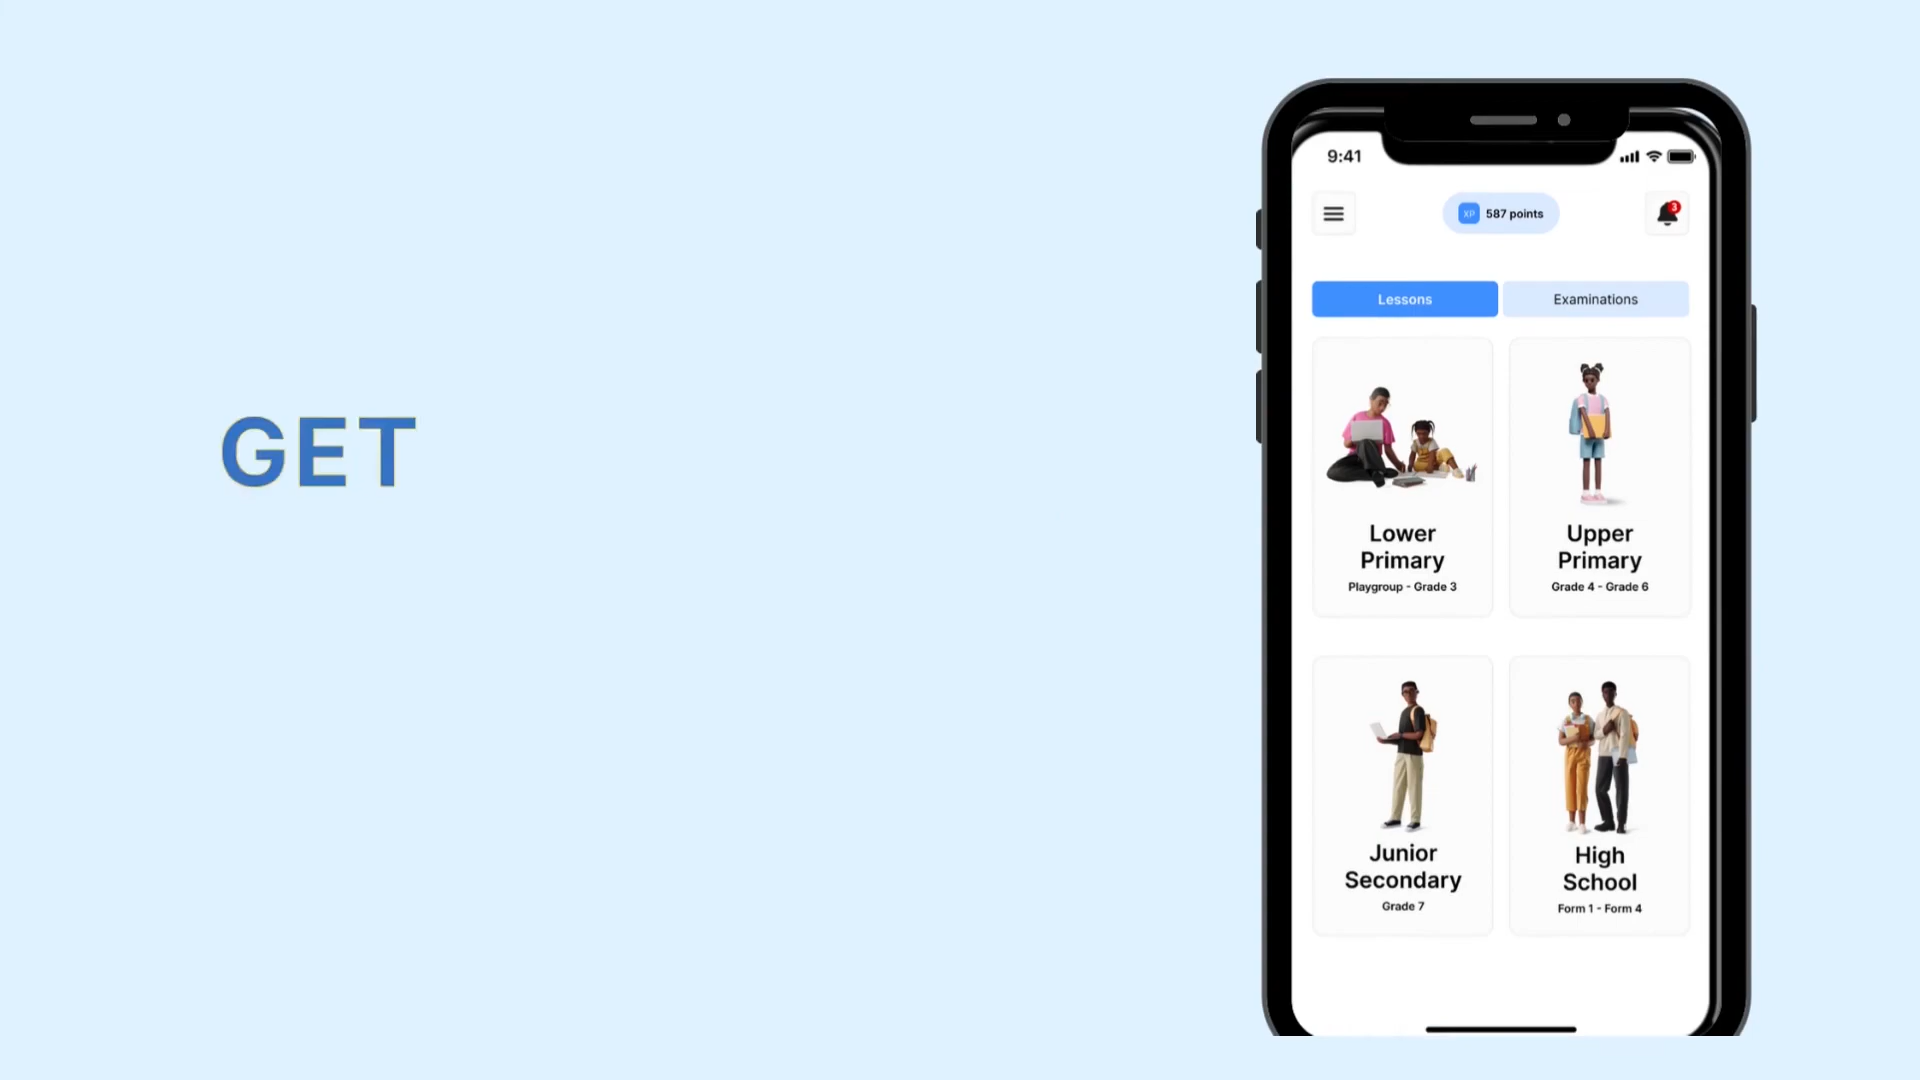 GET
9:41
XP 587 points
3
Lessons
Examinations
Lower
Primary
Playgroup - Grade 3
Upper
Primary
Grade 4 - Grade 6
Junior
Secondary
Grade 7
High
School
Form 1 - Form 4